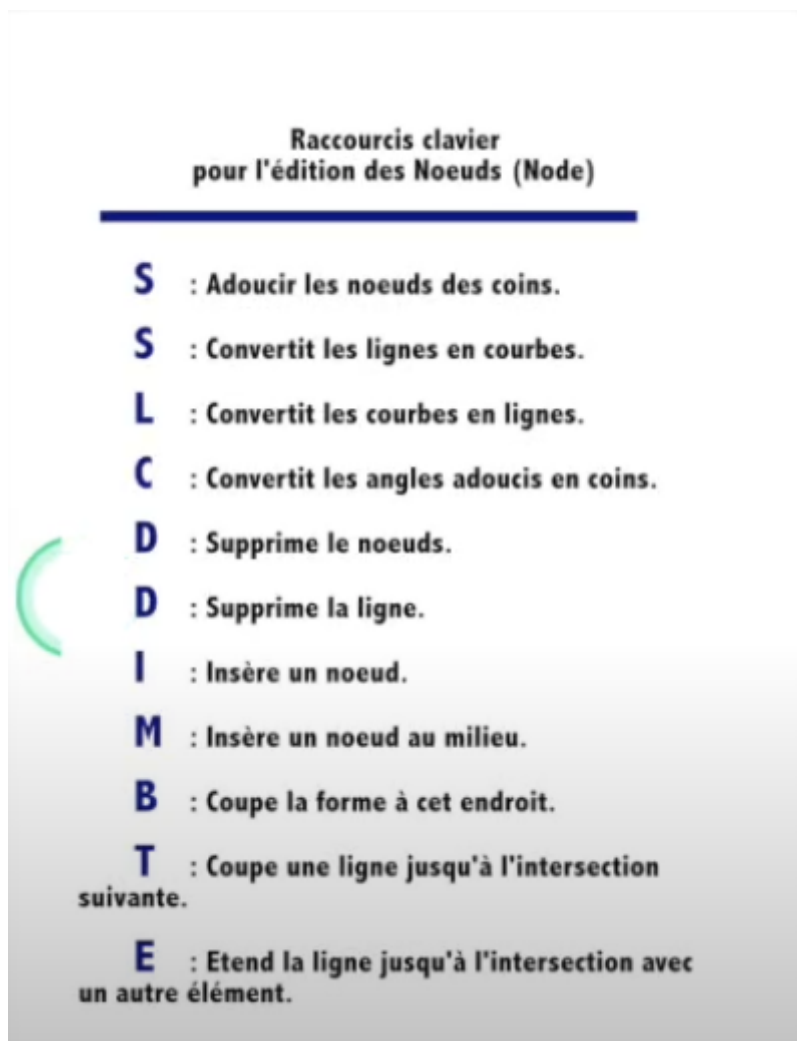 Raccourcis clavier
pour l'édition des Noeuds (Node)
S : Adoucir les noeuds des coins.
S : Convertit les lignes en courbes.
L : Convertit les courbes en lignes.
C : Convertit les angles adoucis en coins.
D : Supprime le noeuds.
D : Supprime la ligne.
I : Insère un noeud.
M : Insère un noeud au milieu.
B : Coupe la forme à cet endroit.
T : Coupe une ligne jusqu'à l'intersection
suivante.
E : Etend la ligne jusqu'à l'intersection avec
un autre élément.